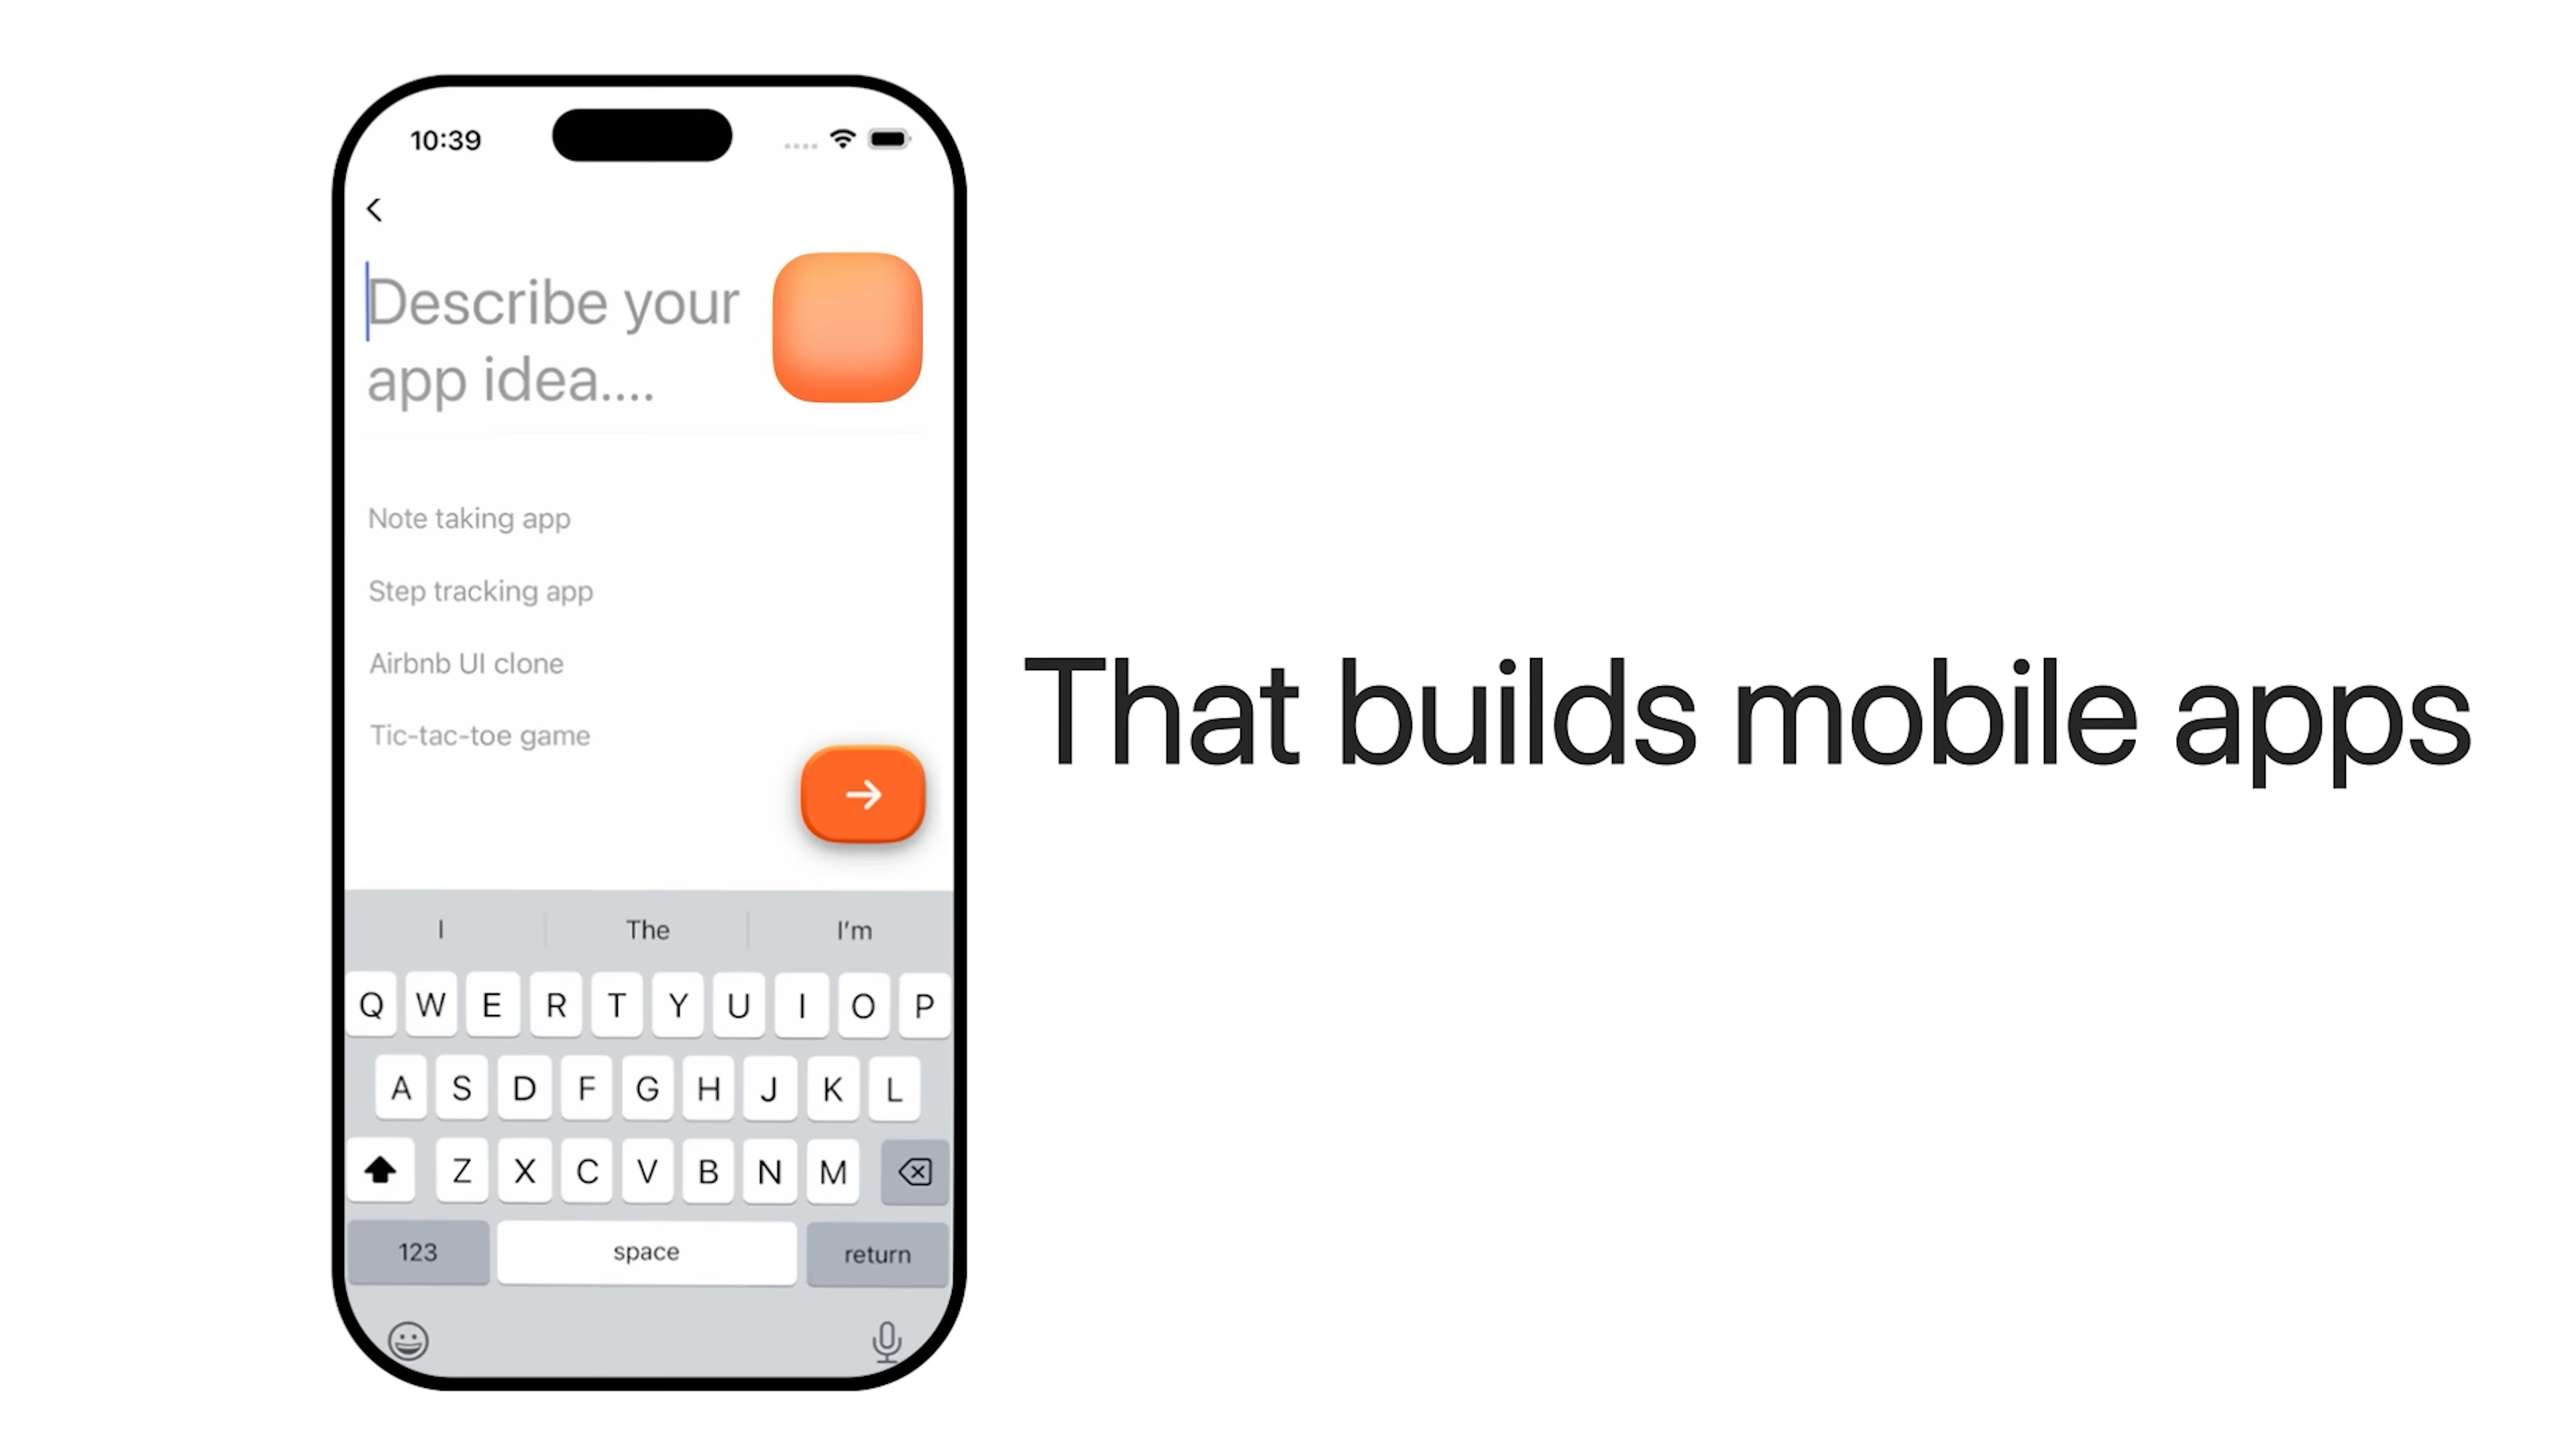 10:39
Describe your
app idea....
Note taking app
Step tracking app
Airbnb UI clone
Tic-tac-toe game
That builds mobile apps
I The I'm
Q W E R T Y U I O P
A S D F G H J K L
Z X C V B N M
123 space return